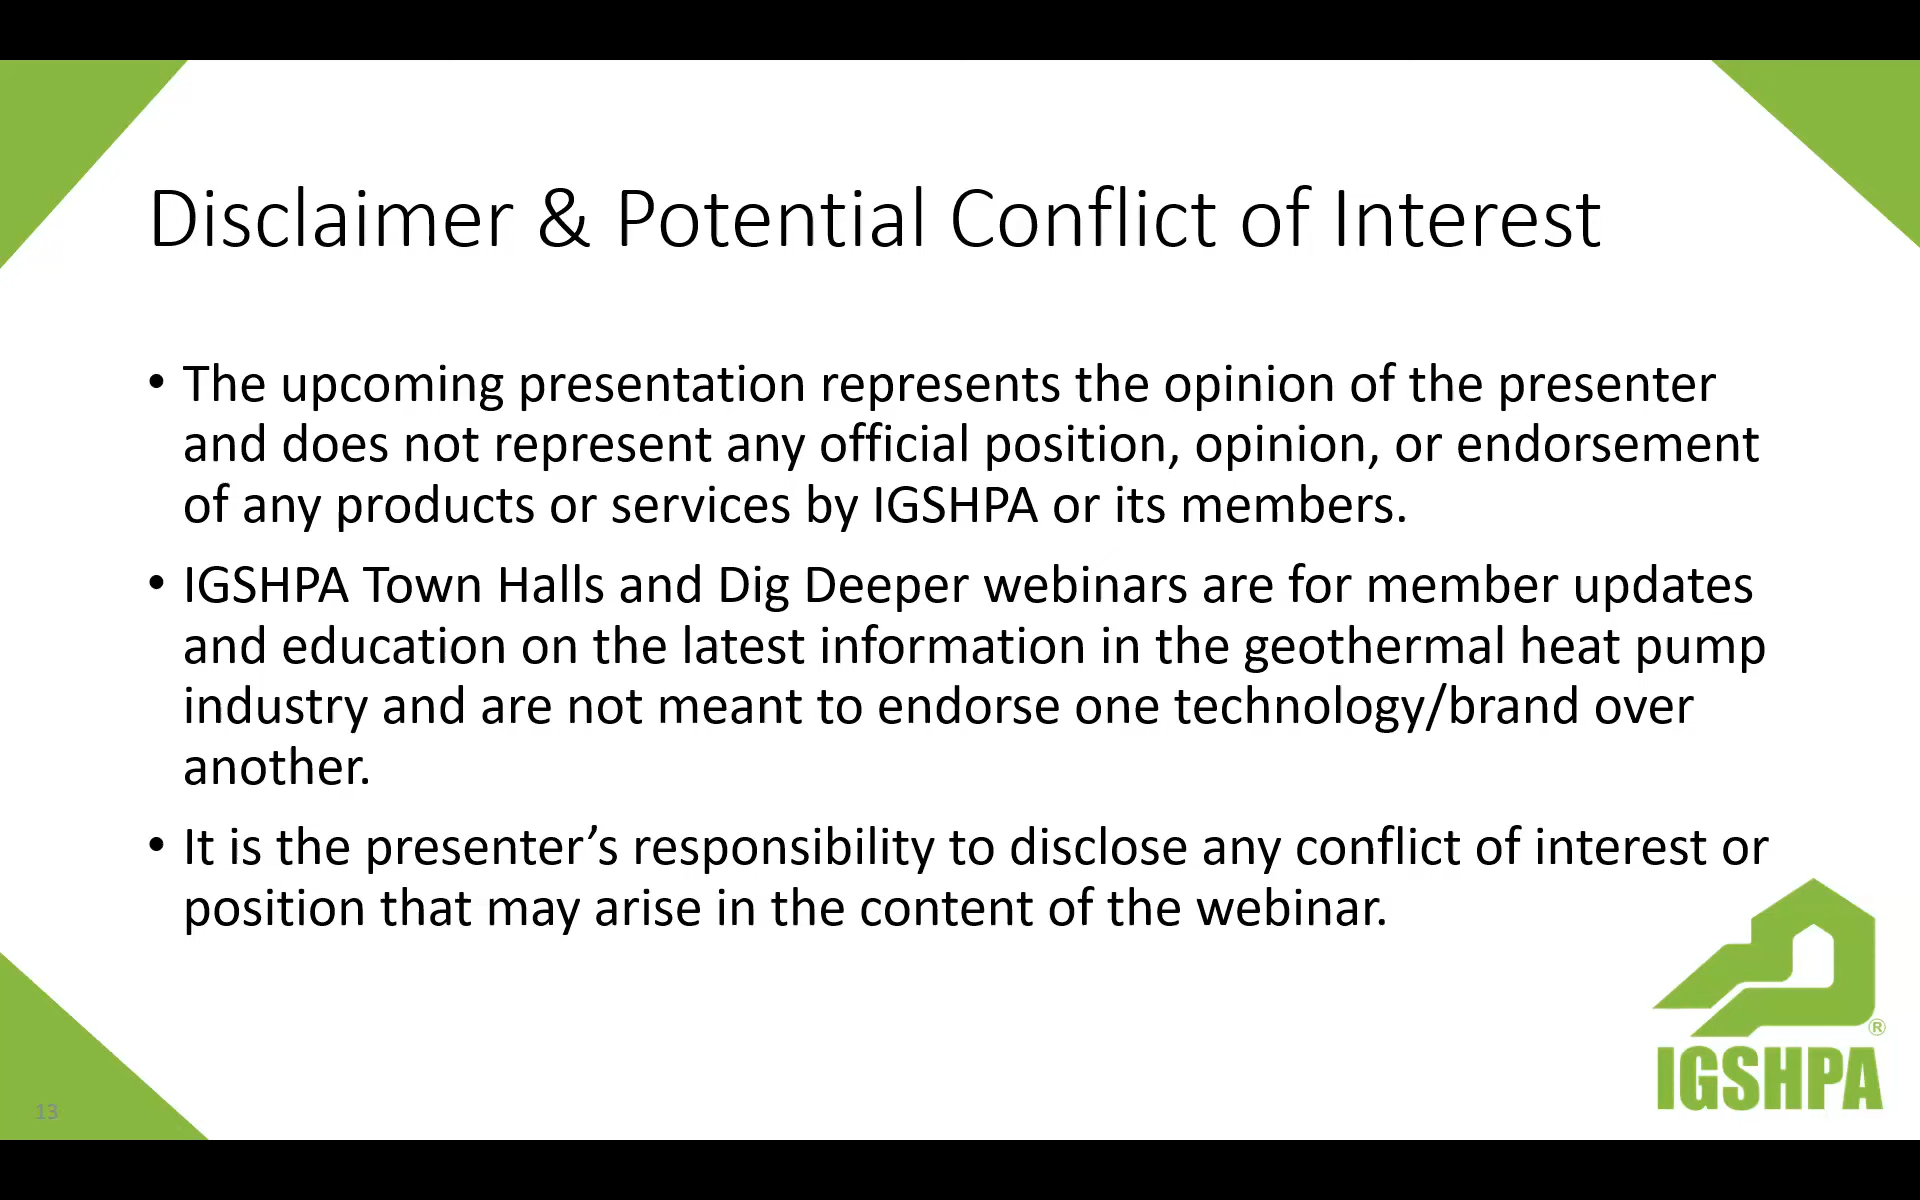 Disclaimer & Potential Conflict of Interest
• The upcoming presentation represents the opinion of the presenter
and does not represent any official position, opinion, or endorsement
of any products or services by IGSHPA or its members.
• IGSHPA Town Halls and Dig Deeper webinars are for member updates
and education on the latest information in the geothermal heat pump
industry and are not meant to endorse one technology/brand over
another.
• It is the presenter’s responsibility to disclose any conflict of interest or
position that may arise in the content of the webinar.
®
IGSHPA
13